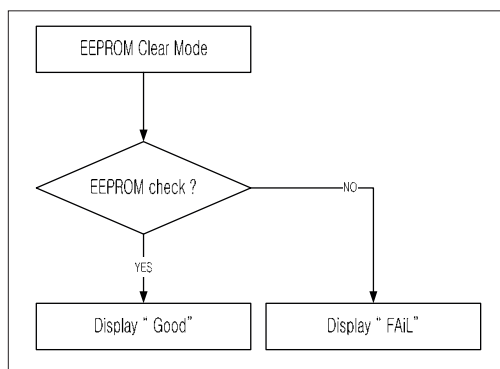 EEPROM Clear Mode
EEPROM check ?
NO
YES
Display “ Good”
Display “ FAiL”